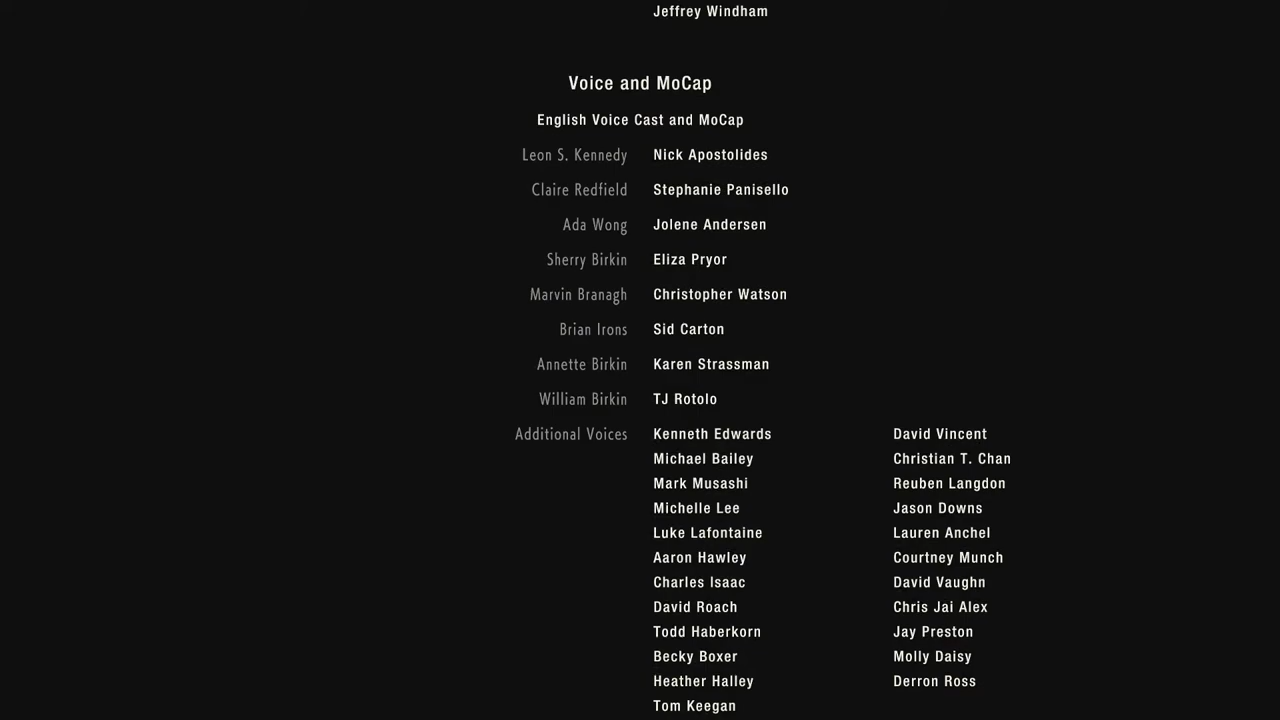 Jeffrey Windham
Voice and MoCap
English Voice Cast and MoCap
Leon S. Kennedy Nick Apostolides
Claire Redfield Stephanie Panisello
Ada Wong Jolene Andersen
Sherry Birkin Eliza Pryor
Marvin Branagh Christopher Watson
Brian Irons Sid Carton
Annette Birkin Karen Strassman
William Birkin TJ Rotolo
Additional Voices Kenneth Edwards David Vincent
Michael Bailey Christian T. Chan
Mark Musashi Reuben Langdon
Michelle Lee Jason Downs
Luke Lafontaine Lauren Anchel
Aaron Hawley Courtney Munch
Charles Isaac David Vaughn
David Roach Chris Jai Alex
Todd Haberkorn Jay Preston
Becky Boxer Molly Daisy
Heather Halley Derron Ross
Tom Keegan